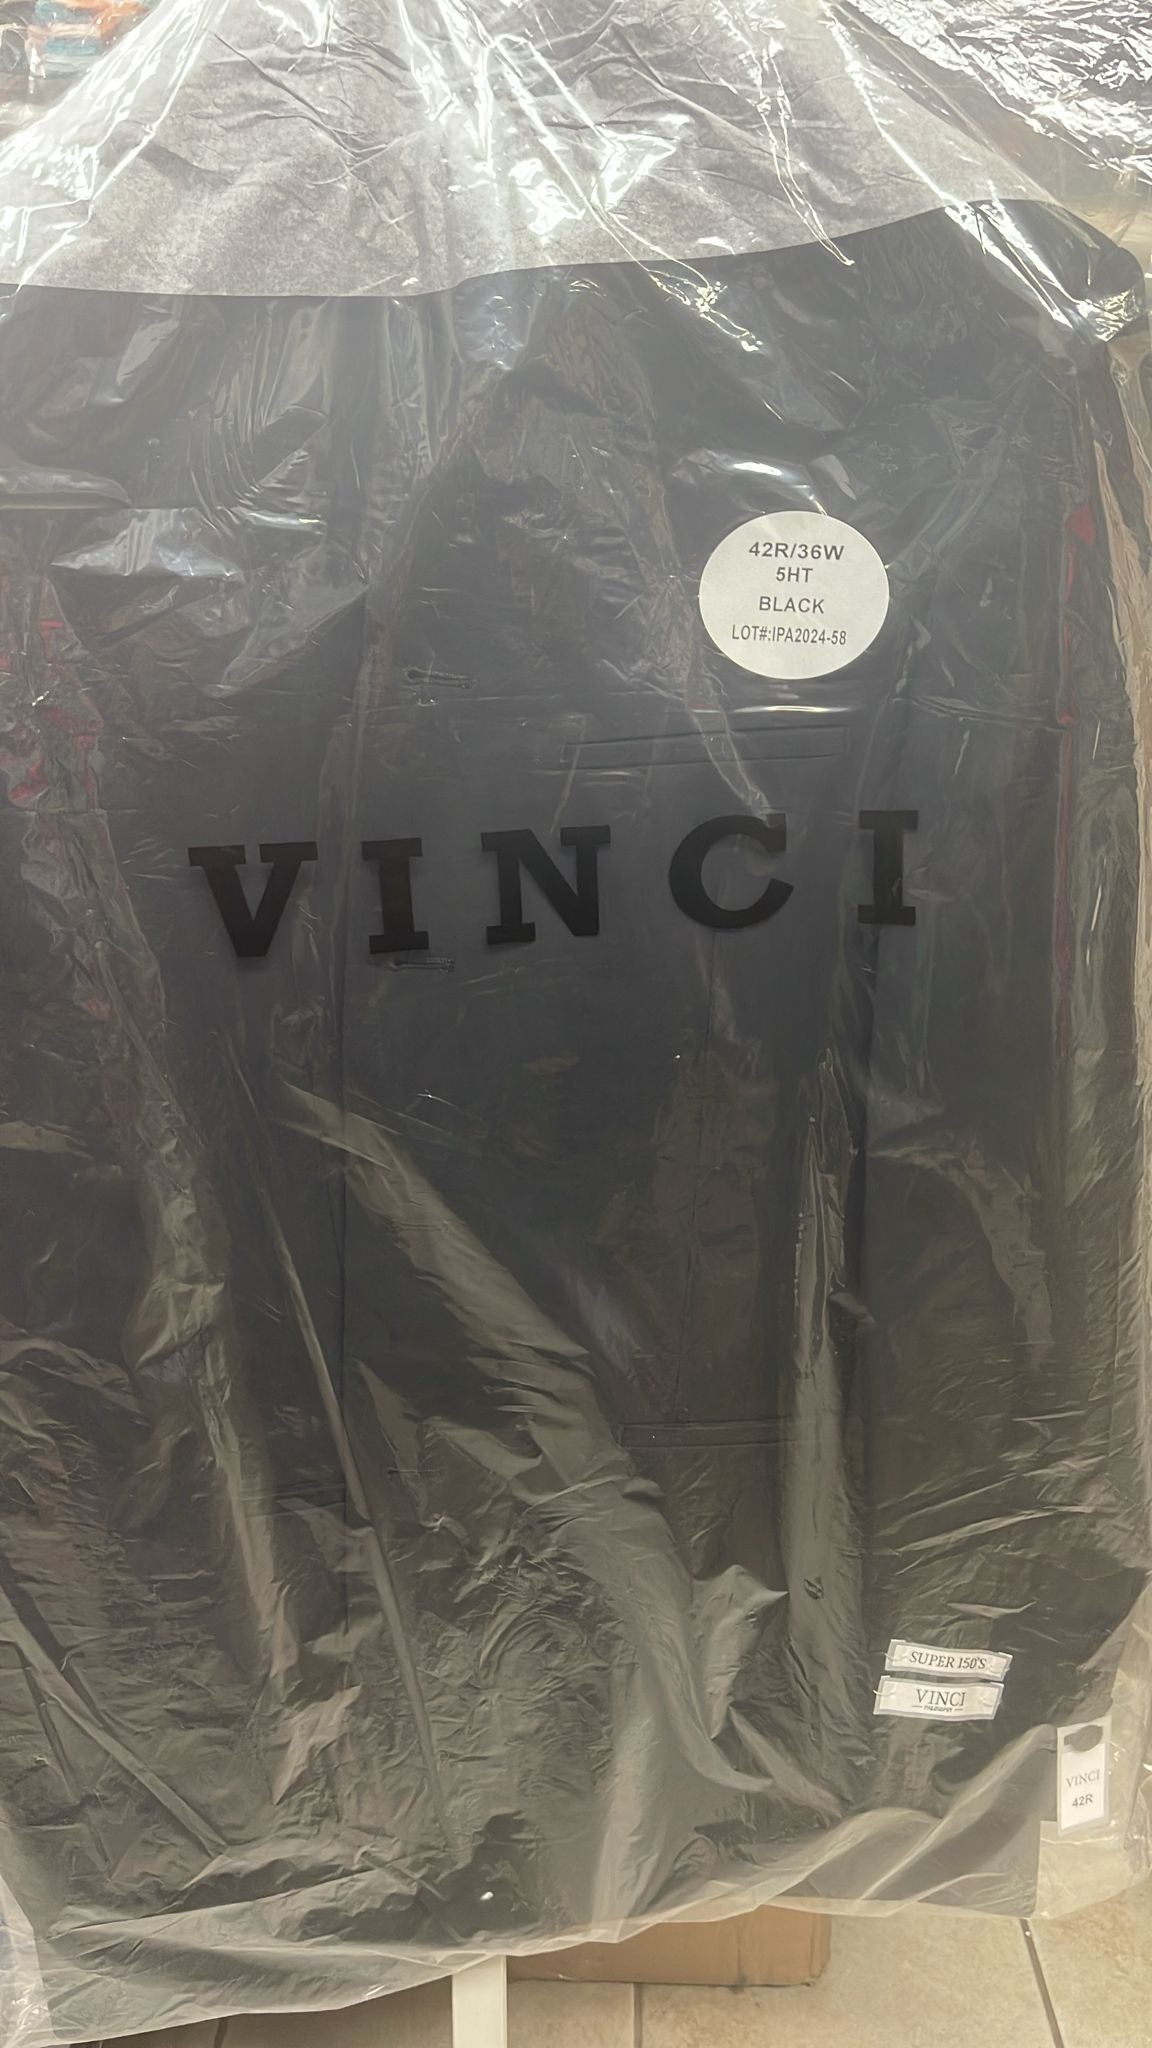 42R/36W
5HT
BLACK
LOT#:IPA2024-58
VINCI
SUPER 150'S
VINCI
VINCI
42R